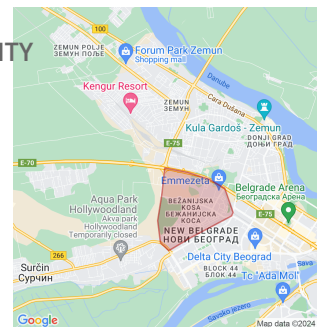 ITY
100
ZEMUN POLJE
ЗЕМУН ПОЉЕ
Forum Park Zemun
Shopping mall
Danube
Kengur Resort
ZEMUN
ЗЕМУН
Cara Dušana
Kula Gardoš - Zemun
DONJI GRAD
ДОЊИ ГРАД
E-75
E-70
Emmezeta
Belgrade Arena
Београдска Арена
BEŽANIJSKA
KOSA
БЕЖАНИЈСКА
КОСА
Aqua Park
Hollywoodland
Akva park
Hollywoodland
Temporarily closed
E-75
NEW BELGRADE
НОВИ БЕОГРАД
266
Surčin
Сурчин
Delta City Beograd
BLOCK 44
БЛОК 44
Tc "Ada Mol"
Savsko jezero
Google
Map data ©2024